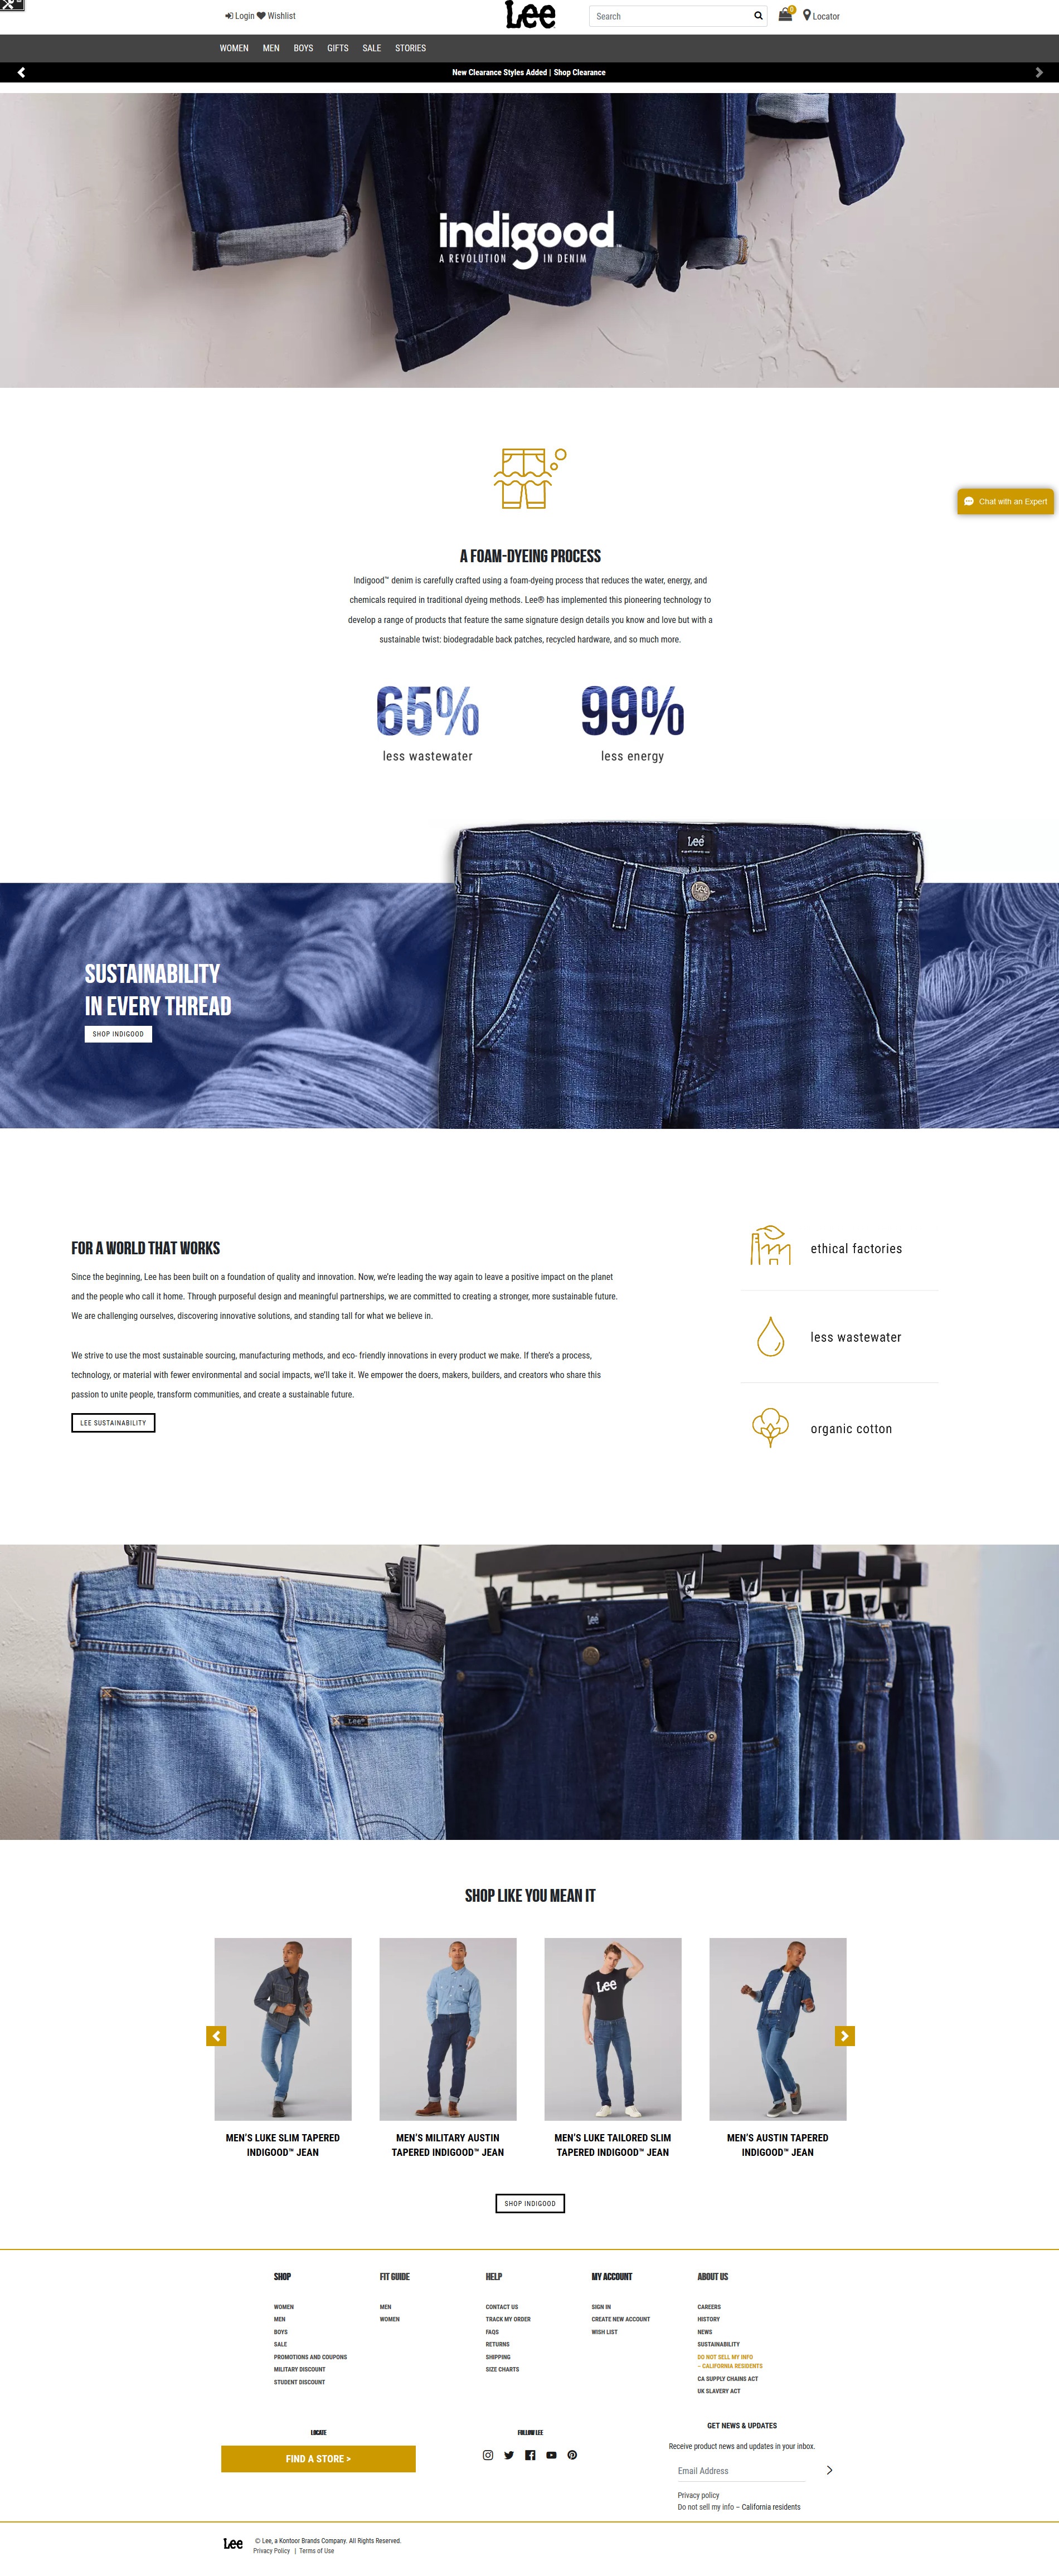 Login Wishlist
Lee
Search
0
Locator
WOMEN MEN BOYS GIFTS SALE STORIES
New Clearance Styles Added | Shop Clearance
indigood™
A REVOLUTION IN DENIM
Chat with an Expert
A FOAM-DYEING PROCESS
Indigood™ denim is carefully crafted using a foam-dyeing process that reduces the water, energy, and
chemicals required in traditional dyeing methods. Lee® has implemented this pioneering technology to
develop a range of products that feature the same signature design details you know and love but with a
sustainable twist: biodegradable back patches, recycled hardware, and so much more.
65% 99%
less wastewater less energy
Lee
Lee
SUSTAINABILITY
IN EVERY THREAD
SHOP INDIGOOD
FOR A WORLD THAT WORKS
Since the beginning, Lee has been built on a foundation of quality and innovation. Now, we're leading the way again to leave a positive impact on the planet
and the people who call it home. Through purposeful design and meaningful partnerships, we are committed to creating a stronger, more sustainable future.
We are challenging ourselves, discovering innovative solutions, and standing tall for what we believe in.
We strive to use the most sustainable sourcing, manufacturing methods, and eco- friendly innovations in every product we make. If there's a process,
technology, or material with fewer environmental and social impacts, we'll take it. We empower the doers, makers, builders, and creators who share this
passion to unite people, transform communities, and create a sustainable future.
LEE SUSTAINABILITY
ethical factories
less wastewater
organic cotton
Lee
Lee
SHOP LIKE YOU MEAN IT
Lee
MEN'S LUKE SLIM TAPERED
INDIGOOD™ JEAN
MEN'S MILITARY AUSTIN
TAPERED INDIGOOD™ JEAN
MEN'S LUKE TAILORED SLIM
TAPERED INDIGOOD™ JEAN
MEN'S AUSTIN TAPERED
INDIGOOD™ JEAN
SHOP INDIGOOD
SHOP
WOMEN
MEN
BOYS
SALE
PROMOTIONS AND COUPONS
MILITARY DISCOUNT
STUDENT DISCOUNT
FIT GUIDE
MEN
WOMEN
HELP
CONTACT US
TRACK MY ORDER
FAQS
RETURNS
SHIPPING
SIZE CHARTS
MY ACCOUNT
SIGN IN
CREATE NEW ACCOUNT
WISH LIST
ABOUT US
CAREERS
HISTORY
NEWS
SUSTAINABILITY
DO NOT SELL MY INFO
– CALIFORNIA RESIDENTS
CA SUPPLY CHAINS ACT
UK SLAVERY ACT
LOCATE
FIND A STORE >
FOLLOW LEE
GET NEWS & UPDATES
Receive product news and updates in your inbox.
Email Address
Privacy policy
Do not sell my info – California residents
Lee
© Lee, a Kontoor Brands Company. All Rights Reserved.
Privacy Policy | Terms of Use